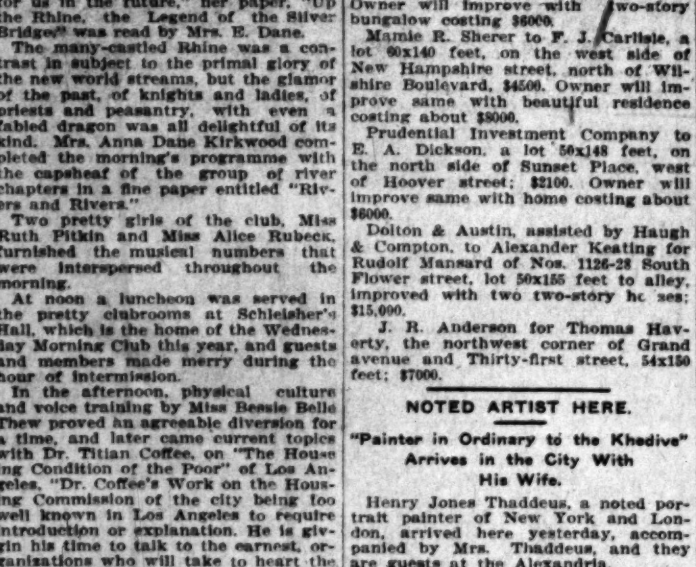 or us in the future," her paper, "Up
the Rhine, the Legend of the Silver
Bridge" was read by Mrs. E. Dane.
The many-castled Rhine was a con-
trast in subject to the primal glory of
the new world streams, but the glamor
of the past, of knights and ladies, of
priests and peasantry, with even a
fabled dragon was all delightful of its
kind. Mrs. Anna Dane Kirkwood com-
pleted the morning's programme with
the capsheaf of the group of river
chapters in a fine paper entitled "Riv-
ers and Rivers."
Two pretty girls of the club, Miss
Ruth Pitkin and Miss Alice Rubeck,
furnished the musical numbers that
were interspersed throughout the
morning.
At noon a luncheon was served in
the pretty clubrooms at Schleisher's
Hall, which is the home of the Wednes-
day Morning Club this year, and guests
and members made merry during the
hour of intermission.
In the afternoon, physical culture
and voice training by Miss Bessie Belle
Thew proved an agreeable diversion for
a time, and later came current topics
with Dr. Titian Coffee, on "The Hous-
ing Condition of the Poor" of Los An-
geles, "Dr. Coffee's Work on the Hous-
ing Commission of the city being too
well known in Los Angeles to require
introduction or explanation. He is giv-
in his time to talk to the earnest, or-
ganizations who will take to heart the
Owner will improve with two-story
bungalow costing $6000.
Mamie R. Sherer to F. J. Carlisle, a
lot 60x140 feet, on the west side of
New Hampshire street, north of Wil-
shire Boulevard, $4500. Owner will im-
prove same with beautiful residence
costing about $8000.
Prudential Investment Company to
E. A. Dickson, a lot 50x148 feet, on
the north side of Sunset Place, west
of Hoover street; $2100. Owner will
improve same with home costing about
$6000.
Dolton & Austin, assisted by Haugh
& Compton, to Alexander Keating for
Rudolf Mansard of Nos. 1126-28 South
Flower street, lot 50x155 feet to alley,
improved with two two-story ho ses;
$15,000.
J. R. Anderson for Thomas Hav-
erty, the northwest corner of Grand
avenue and Thirty-first street, 54x150
feet; $7000.
NOTED ARTIST HERE.
"Painter in Ordinary to the Khedive"
Arrives in the City With
His Wife.
Henry Jones Thaddeus, a noted por-
trait painter of New York and Lon-
don, arrived here yesterday, accom-
panied by Mrs. Thaddeus, and they
are guests at the Alexandria.